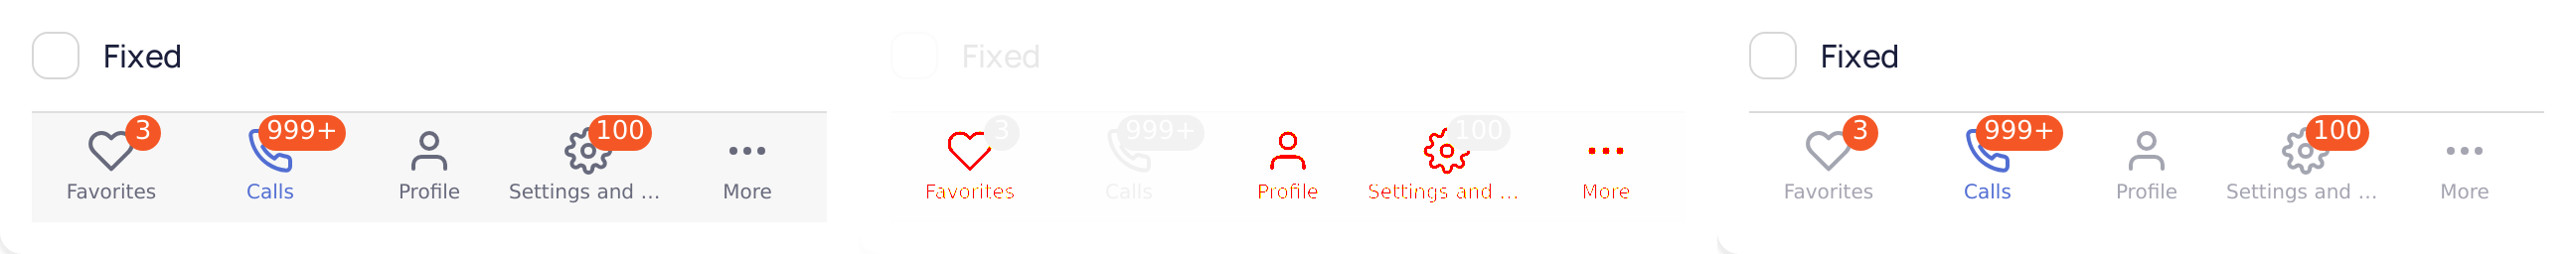 Fixed
3 999+ 100
Favorites Calls Profile Settings and ... More
Fixed
3 999+ 100
Favorites Calls Profile Settings and ... More
Fixed
3 999+ 100
Favorites Calls Profile Settings and ... More